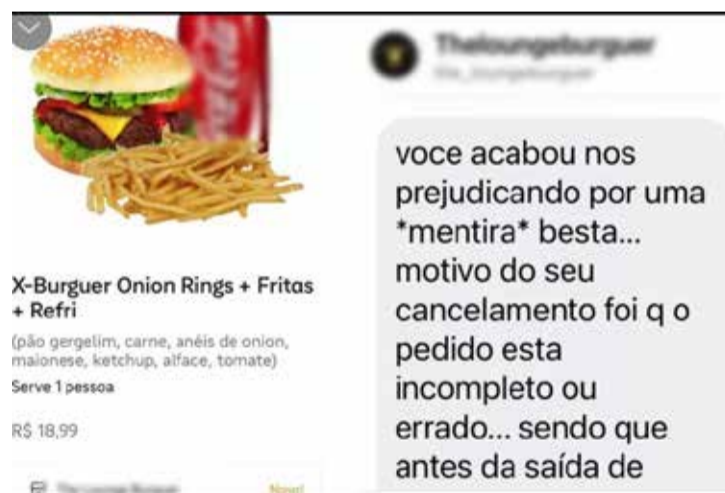 X-Burguer Onion Rings + Fritas
+ Refri
(pão gergelim, carne, anéis de onion,
maionese, ketchup, alface, tomate)
Serve 1 pessoa
R$ 18,99
Novo!
voce acabou nos
prejudicando por uma
*mentira* besta...
motivo do seu
cancelamento foi q o
pedido esta
incompleto ou
errado... sendo que
antes da saída de